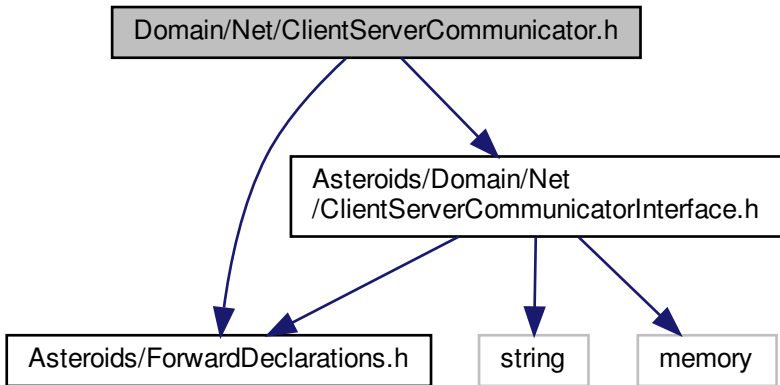 Domain/Net/ClientServerCommunicator.h
Asteroids/Domain/Net
/ClientServerCommunicatorInterface.h
Asteroids/ForwardDeclarations.h
string
memory